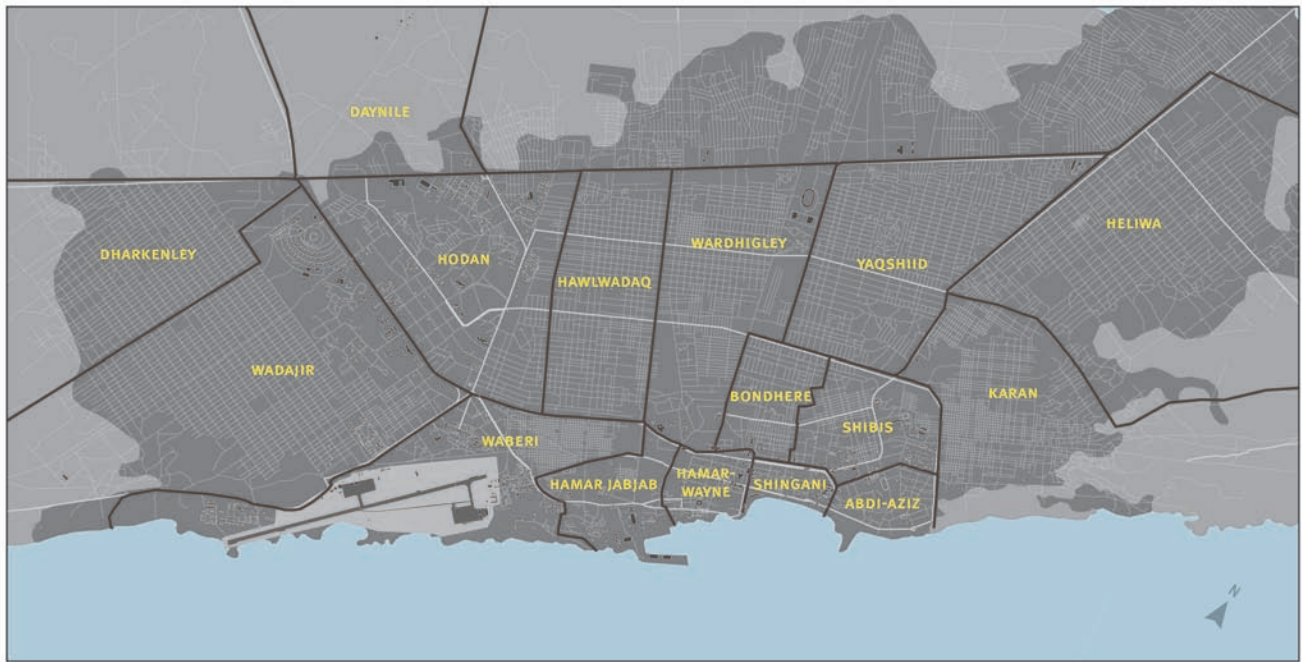 DAYNILE
DHARKENLEY
HODAN
HAWLWADAQ
WARDHIGLEY
YAQSHIID
HELIWA
WADAJIR
BONDHERE
KARAN
SHIBIS
WABERI
HAMAR JABJAB
HAMAR-
WAYNE
SHINGANI
ABDI-AZIZ
N